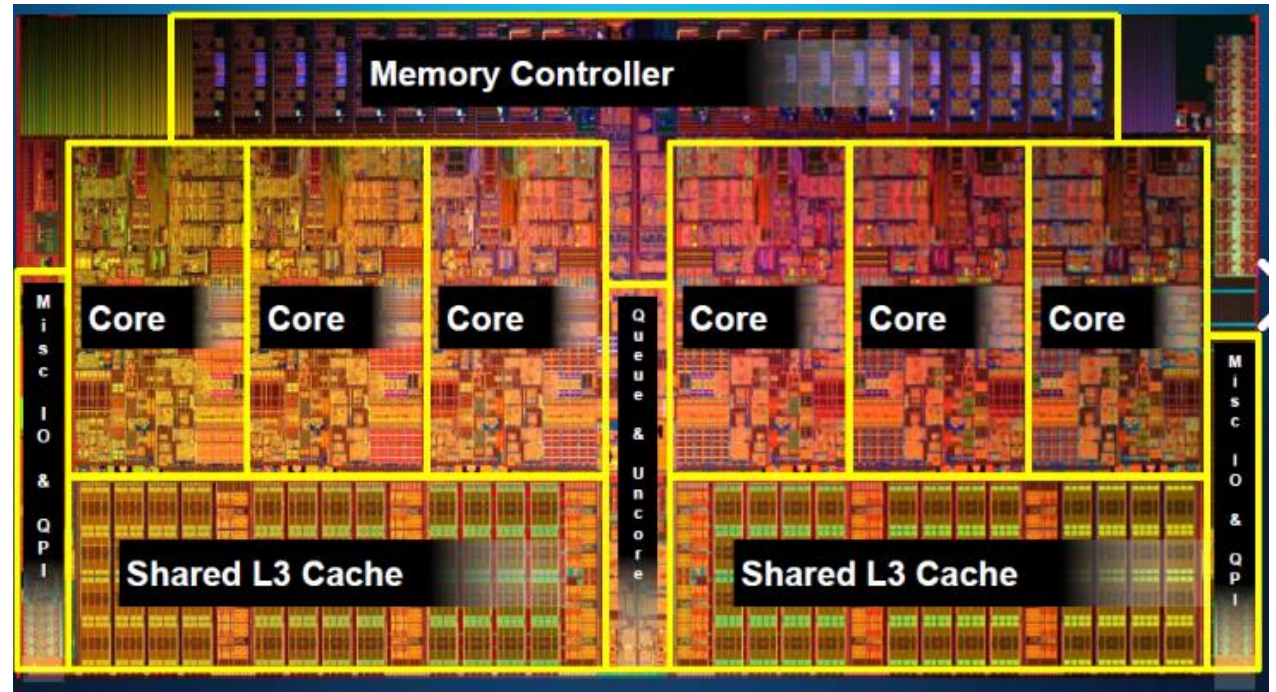 Memory Controller
Core
Core
Core
Core
Core
Core
Misc IO & QPI
Queue & Uncore
Misc IO & QPI
Shared L3 Cache
Shared L3 Cache